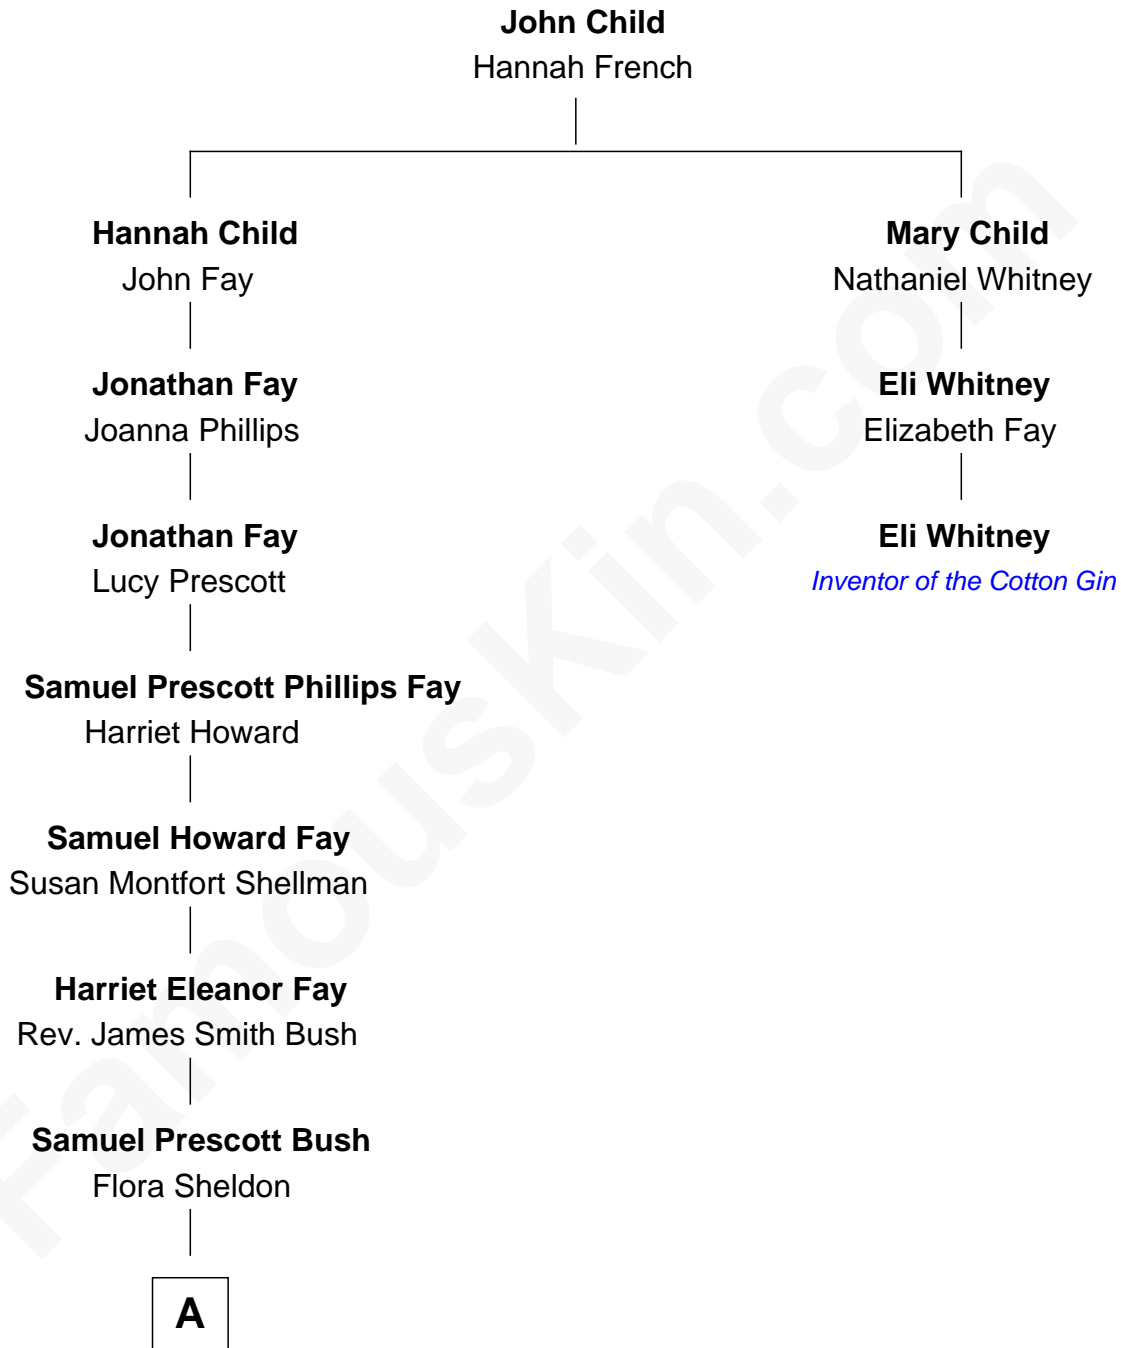 John Child
Hannah French
Hannah Child
John Fay
Mary Child
Nathaniel Whitney
Jonathan Fay
Joanna Phillips
Eli Whitney
Elizabeth Fay
Jonathan Fay
Lucy Prescott
Eli Whitney
Inventor of the Cotton Gin
Samuel Prescott Phillips Fay
Harriet Howard
Samuel Howard Fay
Susan Montfort Shellman
Harriet Eleanor Fay
Rev. James Smith Bush
Samuel Prescott Bush
Flora Sheldon
A
FamousKin.com